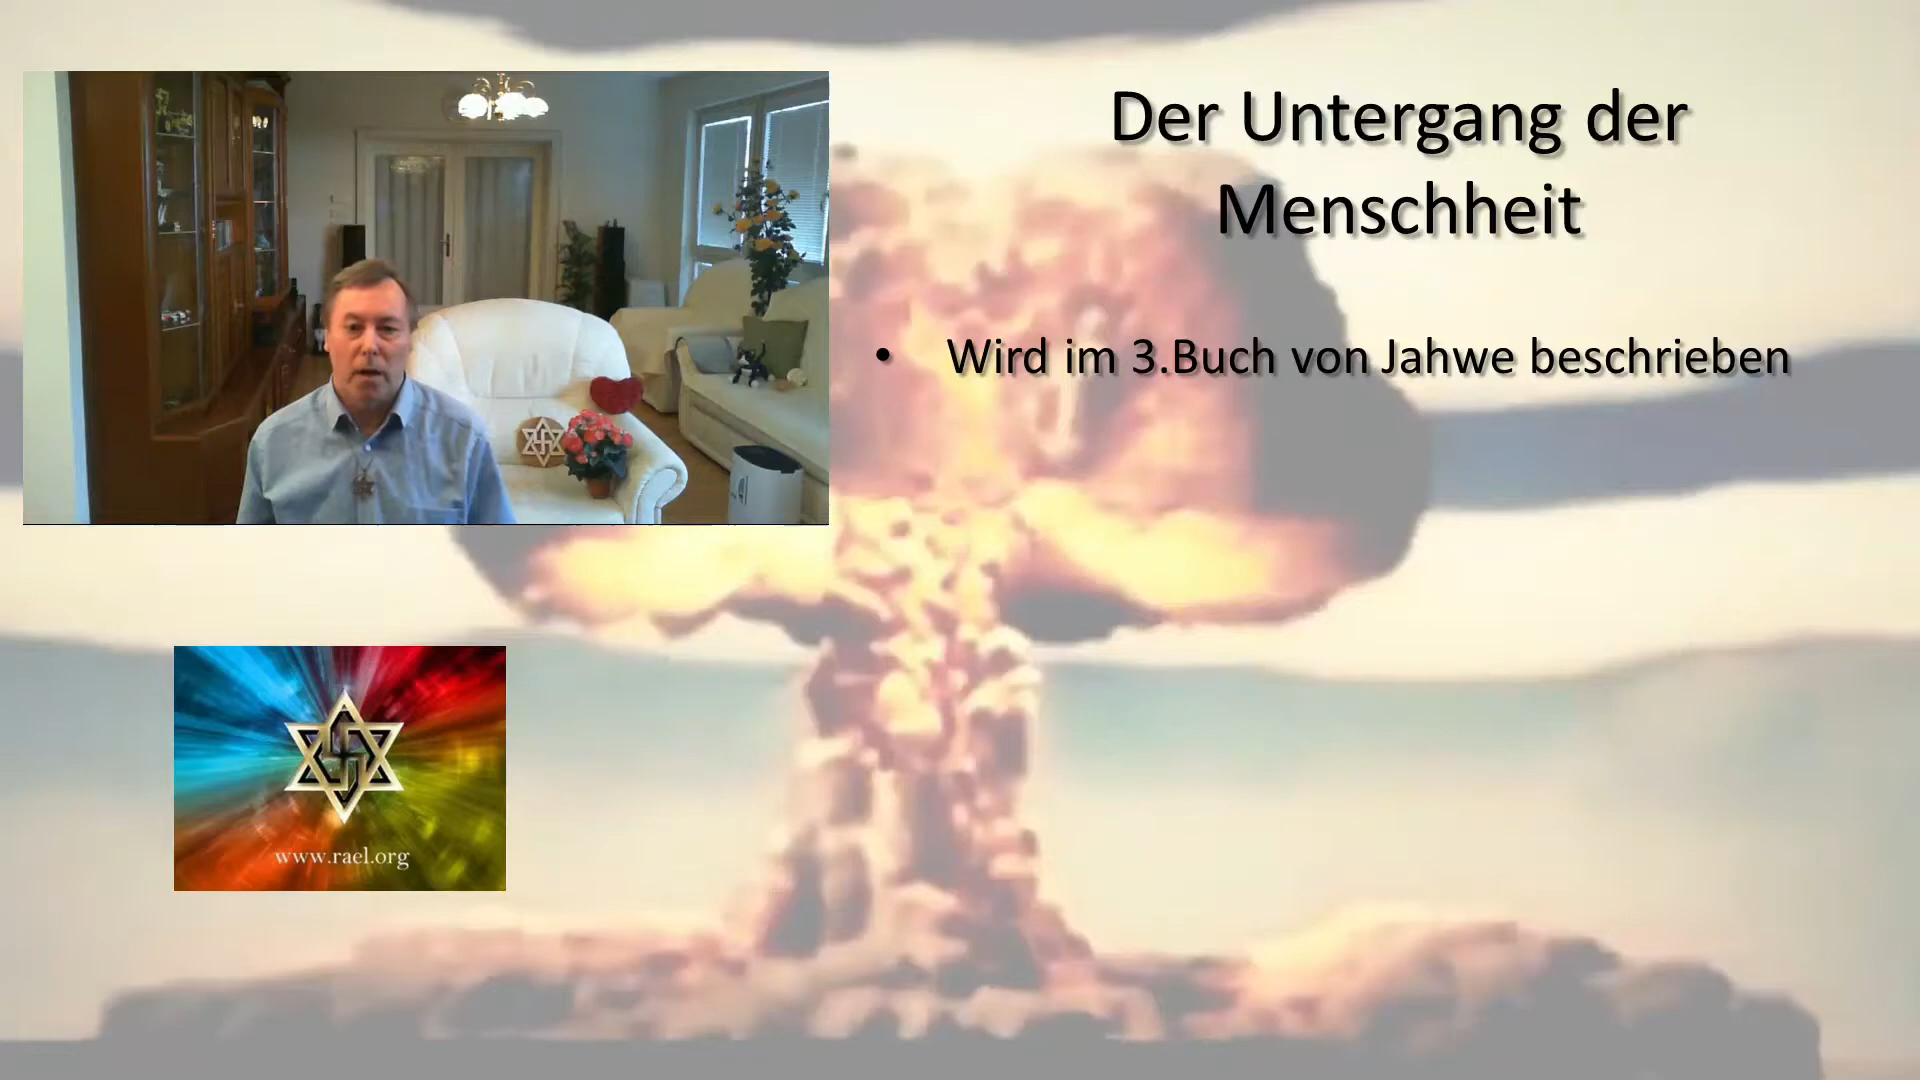 Der Untergang der
Menschheit
• Wird im 3.Buch von Jahwe beschrieben
www.rael.org